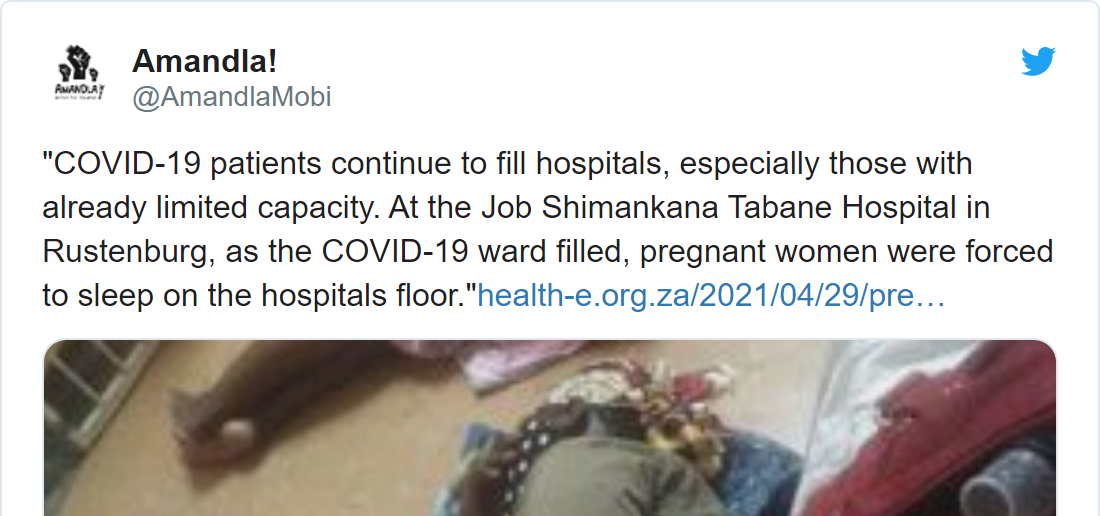 Amandla!
@AmandlaMobi
"COVID-19 patients continue to fill hospitals, especially those with
already limited capacity. At the Job Shimankana Tabane Hospital in
Rustenburg, as the COVID-19 ward filled, pregnant women were forced
to sleep on the hospitals floor."health-e.org.za/2021/04/29/pre…